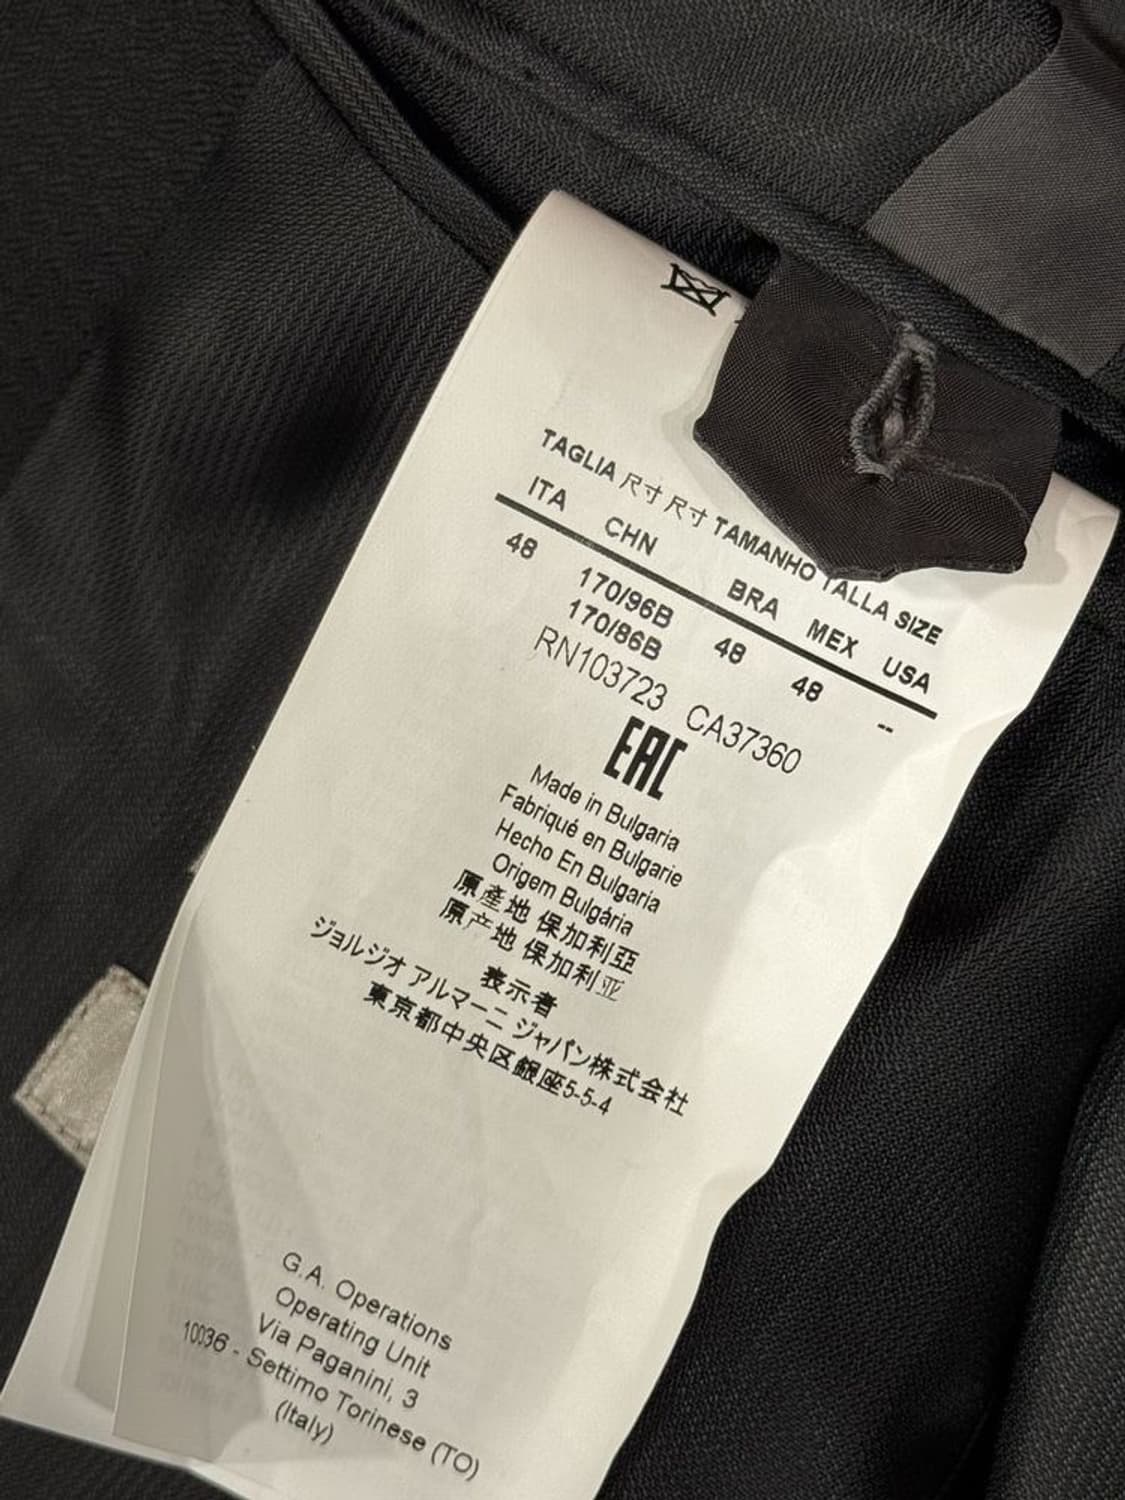 TAGLIA 尺寸 尺寸 TAMANHO TALLA SIZE
ITA CHN BRA MEX USA
48 170/96B 48 48 --
170/86B
RN103723 CA37360
EAC
Made in Bulgaria
Fabriqué en Bulgarie
Hecho En Bulgaria
Origem Bulgária
原產地 保加利亞
原产地 保加利亚
表示者
ジョルジオ アルマーニ ジャパン株式会社
東京都中央区銀座5-5-4
G.A. Operations
Operating Unit
Via Paganini, 3
10036 - Settimo Torinese (TO)
(Italy)